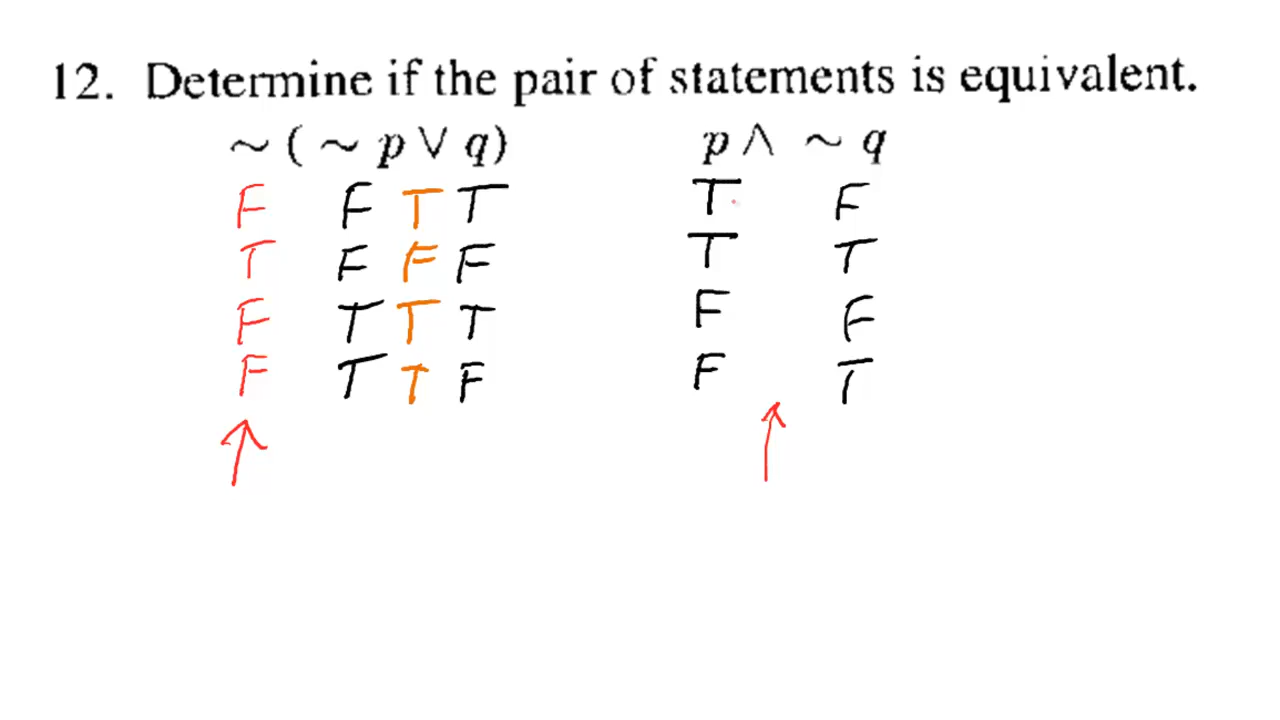 12. Determine if the pair of statements is equivalent.
~ ( ~ p ∨ q) p ∧ ~ q
F F T T T F
T F F F T T
F T T T F F
F T T F F T